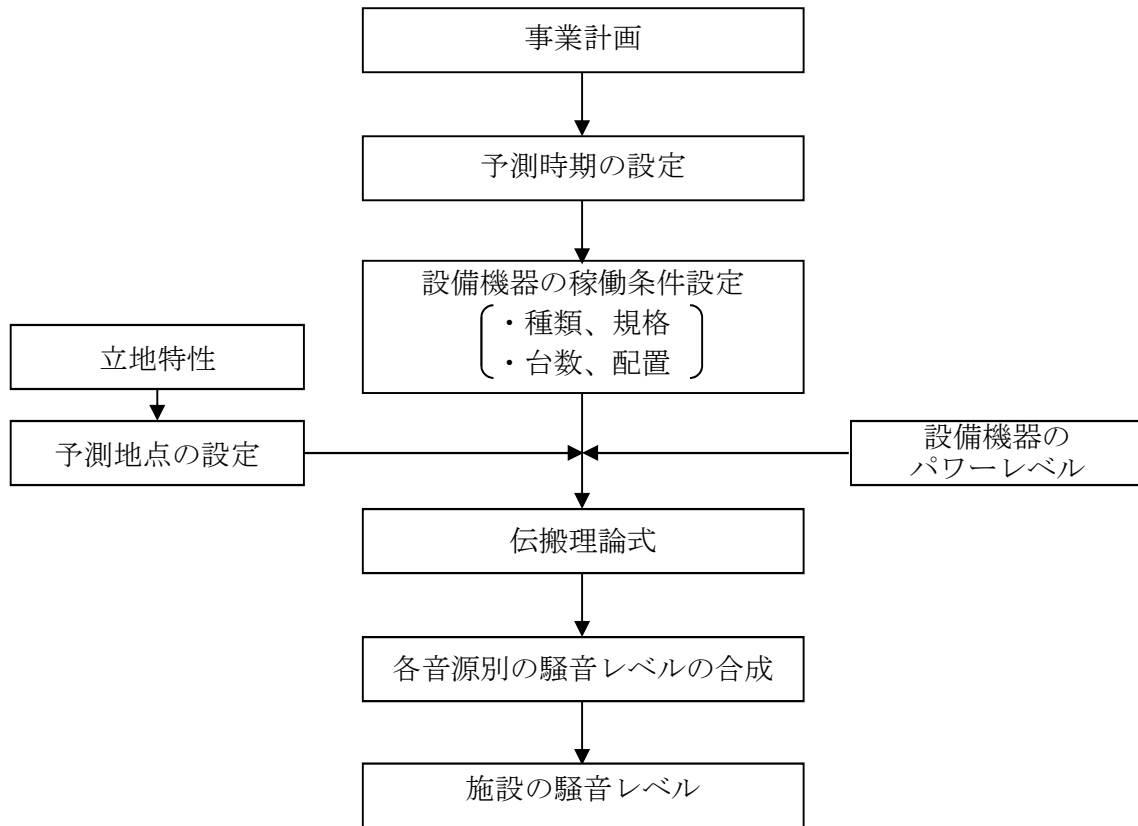 事業計画
予測時期の設定
設備機器の稼働条件設定
・種類、規格
・台数、配置
立地特性
予測地点の設定
設備機器の
パワーレベル
伝搬理論式
各音源別の騒音レベルの合成
施設の騒音レベル